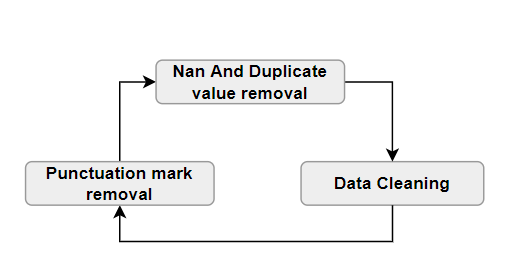 Nan And Duplicate
value removal
Punctuation mark
removal
Data Cleaning